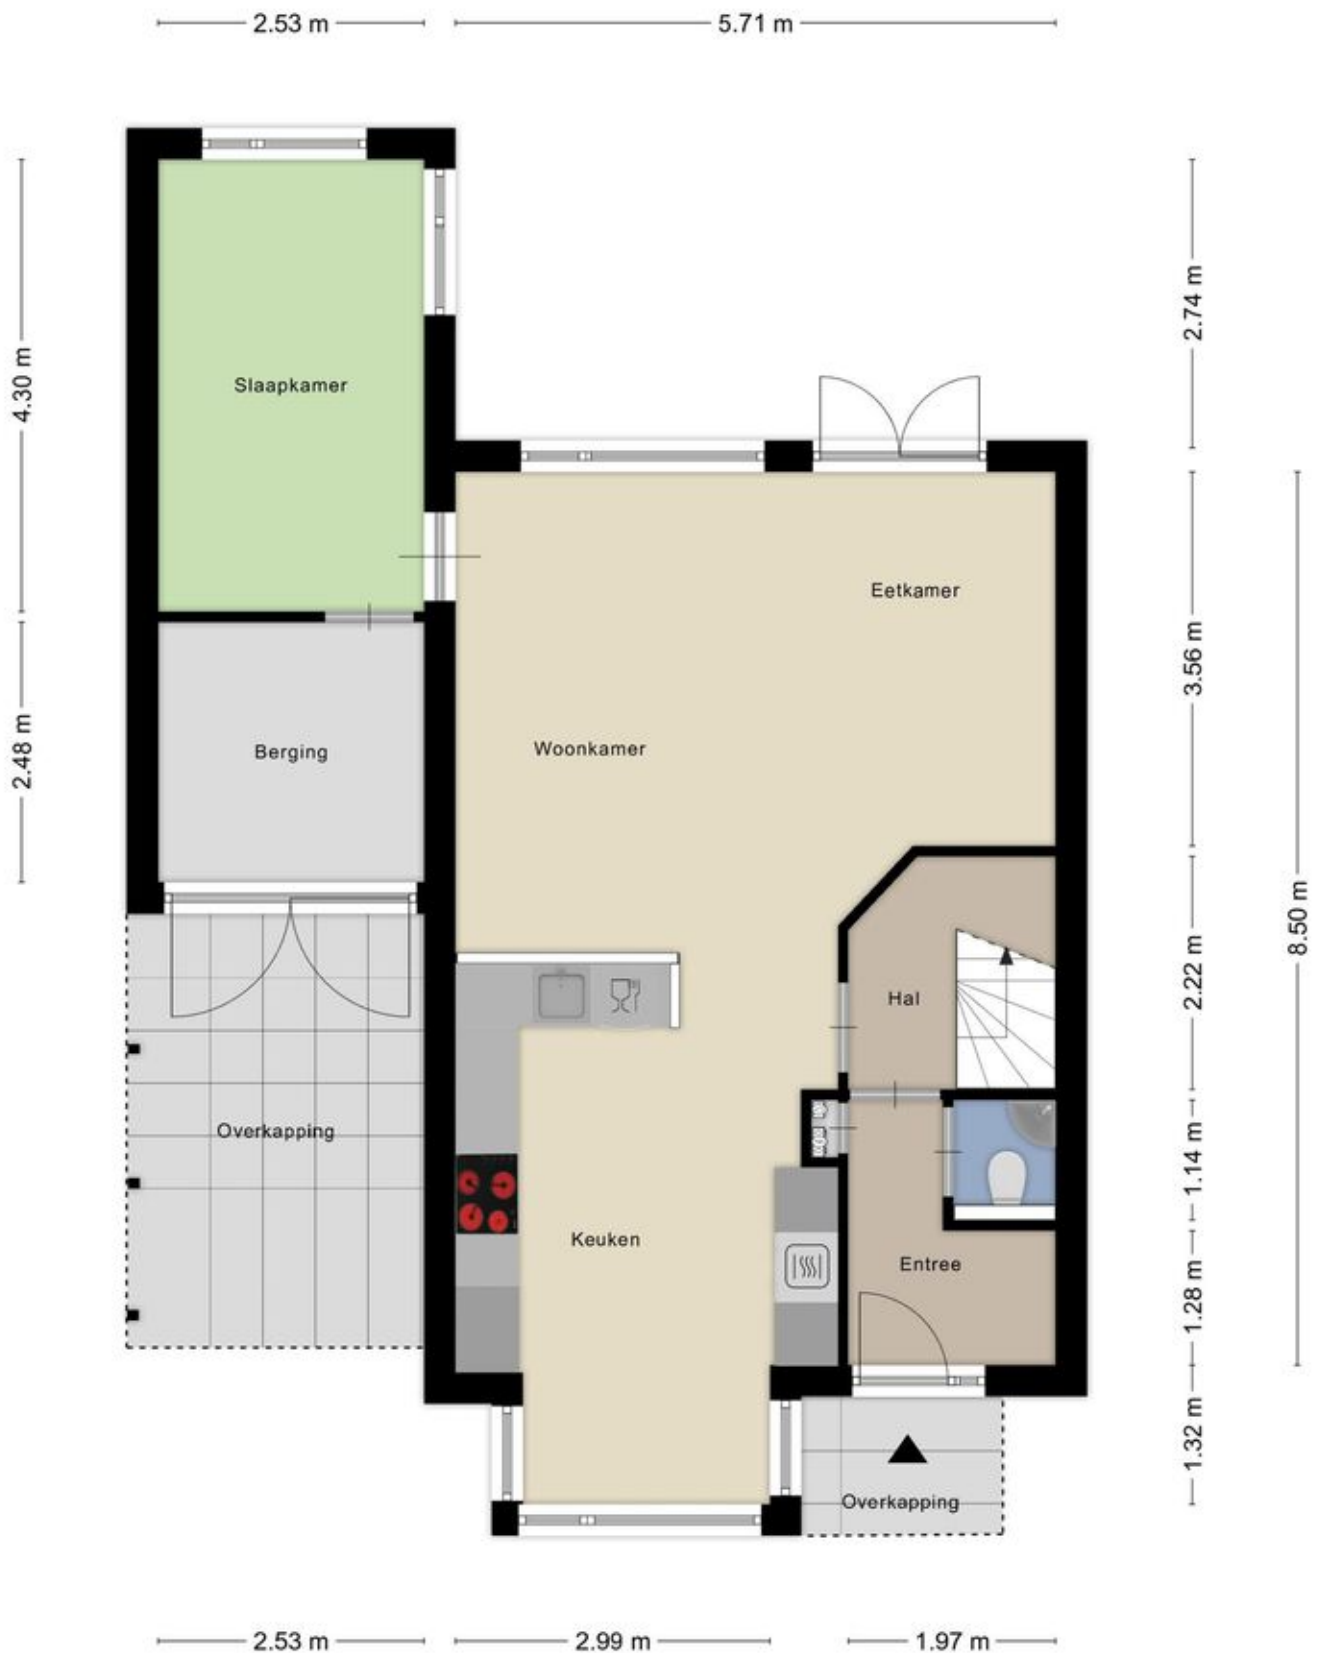 2.53 m
5.71 m
4.30 m
2.74 m
Slaapkamer
Eetkamer
3.56 m
2.48 m
Berging
Woonkamer
8.50 m
Hal
2.22 m
Overkapping
1.14 m
Keuken
Entree
1.28 m
1.32 m
Overkapping
2.53 m
2.99 m
1.97 m